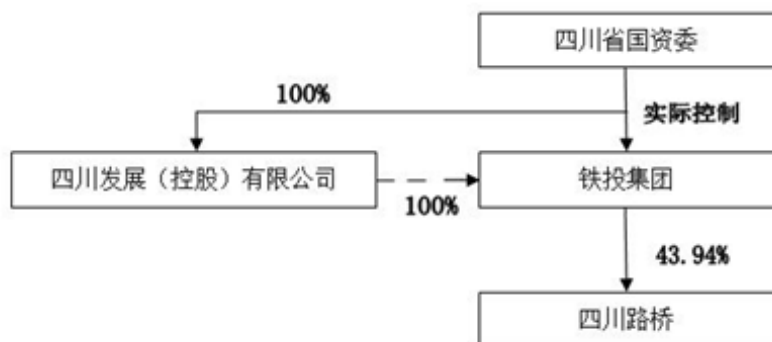 四川省国资委
100%
实际控制
四川发展（控股）有限公司
铁投集团
100%
43.94%
四川路桥